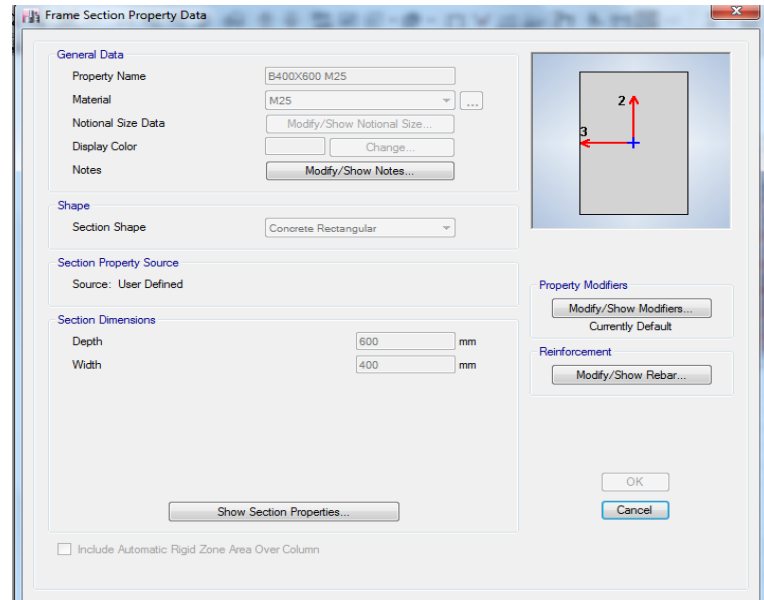 Frame Section Property Data
General Data
Property Name B400X600 M25
Material M25 ...
Notional Size Data Modify/Show Notional Size...
Display Color Change...
Notes Modify/Show Notes...
Shape
Section Shape Concrete Rectangular
Section Property Source
Source: User Defined
Section Dimensions
Depth 600 mm
Width 400 mm
Show Section Properties...
Include Automatic Rigid Zone Area Over Column
2
3
Property Modifiers
Modify/Show Modifiers...
Currently Default
Reinforcement
Modify/Show Rebar...
OK
Cancel